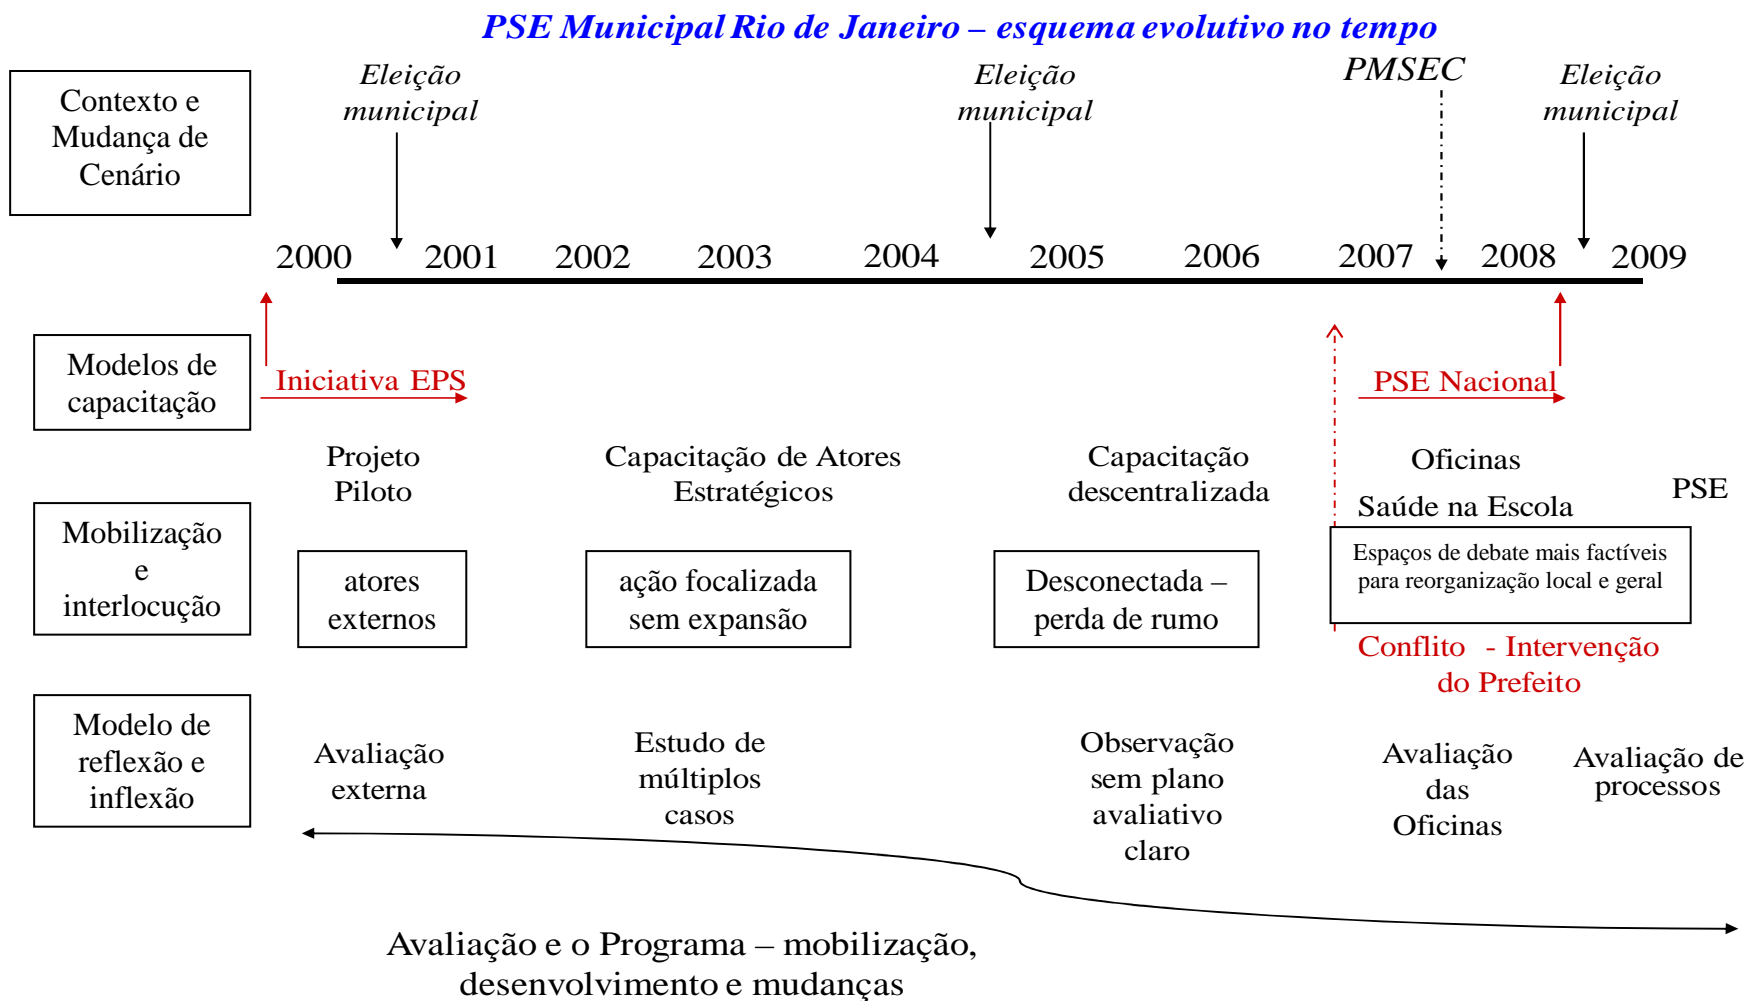 PSE Municipal Rio de Janeiro – esquema evolutivo no tempo
Contexto e
Mudança de
Cenário
Eleição
municipal
Eleição
municipal
PMSEC
Eleição
municipal
2000 2001 2002 2003 2004 2005 2006 2007 2008 2009
Modelos de
capacitação
Iniciativa EPS
PSE Nacional
Projeto
Piloto
Capacitação de Atores
Estratégicos
Capacitação
descentralizada
Oficinas
Saúde na Escola
PSE
Mobilização
e
interlocução
atores
externos
ação focalizada
sem expansão
Desconectada –
perda de rumo
Espaços de debate mais factíveis
para reorganização local e geral
Conflito - Intervenção
do Prefeito
Modelo de
reflexão e
inflexão
Avaliação
externa
Estudo de
múltiplos
casos
Observação
sem plano
avaliativo
claro
Avaliação
das
Oficinas
Avaliação de
processos
Avaliação e o Programa – mobilização,
desenvolvimento e mudanças